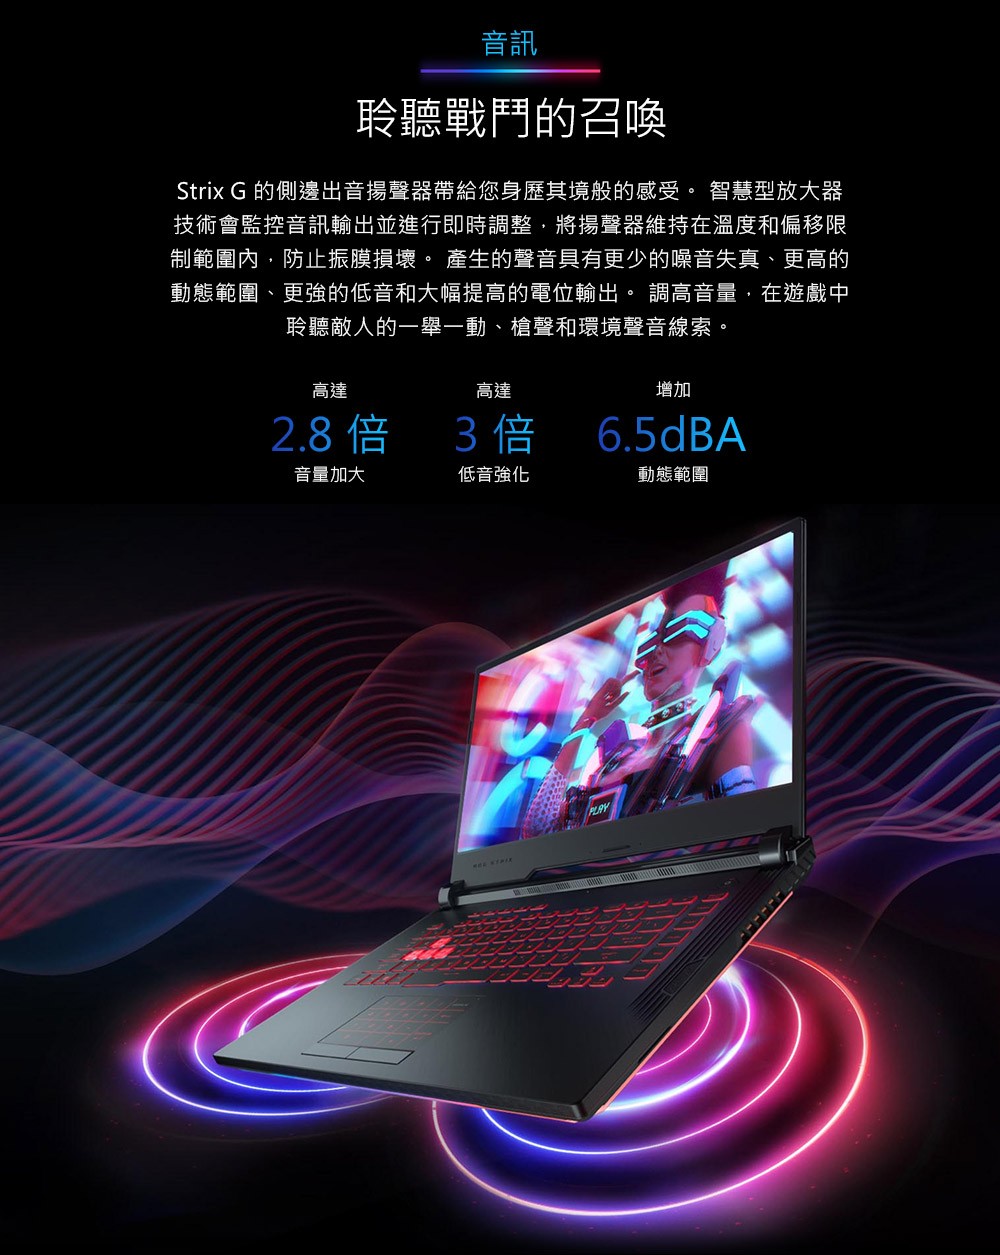 音訊
聆聽戰鬥的召喚
Strix G 的側邊出音揚聲器帶給您身歷其境般的感受。 智慧型放大器
技術會監控音訊輸出並進行即時調整，將揚聲器維持在溫度和偏移限
制範圍內，防止振膜損壞。 產生的聲音具有更少的噪音失真、更高的
動態範圍、更強的低音和大幅提高的電位輸出。 調高音量，在遊戲中
聆聽敵人的一舉一動、槍聲和環境聲音線索。
高達 高達 增加
2.8 倍 3 倍 6.5dBA
音量加大 低音強化 動態範圍
PLAY
ROG STRIX